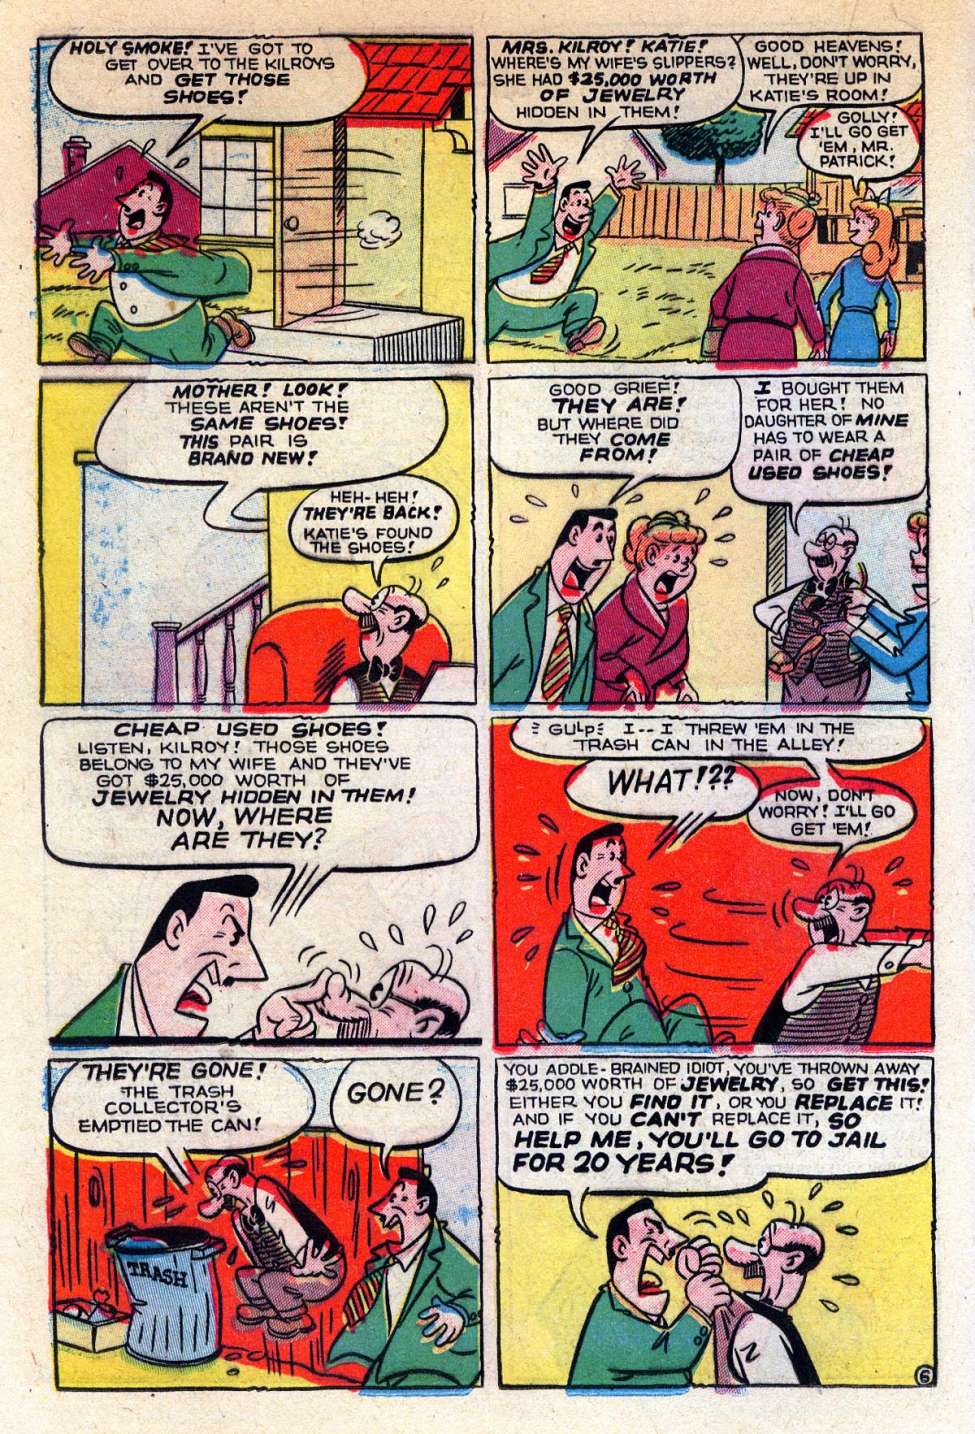 HOLY SMOKE! I'VE GOT TO
GET OVER TO THE KILROYS
AND GET THOSE
SHOES!
MRS. KILROY! KATIE!
WHERE'S MY WIFE'S SLIPPERS?
SHE HAD $25,000 WORTH
OF JEWELRY
HIDDEN IN THEM!
GOOD HEAVENS!
WELL, DON'T WORRY,
THEY'RE UP IN
KATIE'S ROOM!
GOLLY!
I'LL GO GET
'EM, MR.
PATRICK!
MOTHER! LOOK!
THESE AREN'T THE
SAME SHOES!
THIS PAIR IS
BRAND NEW!
HEH-HEH!
THEY'RE BACK!
KATIE'S FOUND
THE SHOES!
GOOD GRIEF!
THEY ARE!
BUT WHERE DID
THEY COME
FROM!
I BOUGHT THEM
FOR HER! NO
DAUGHTER OF MINE
HAS TO WEAR A
PAIR OF CHEAP
USED SHOES!
CHEAP USED SHOES!
LISTEN, KILROY! THOSE SHOES
BELONG TO MY WIFE AND THEY'VE
GOT $25,000 WORTH OF
JEWELRY HIDDEN IN THEM!
NOW, WHERE
ARE THEY?
GULP I-- I THREW 'EM IN THE
TRASH CAN IN THE ALLEY!
WHAT!??
NOW, DON'T
WORRY! I'LL GO
GET 'EM!
THEY'RE GONE!
THE TRASH
COLLECTOR'S
EMPTIED THE CAN!
GONE?
TRASH
YOU ADDLE-BRAINED IDIOT, YOU'VE THROWN AWAY
$25,000 WORTH OF JEWELRY, SO GET THIS!
EITHER YOU FIND IT, OR YOU REPLACE IT!
AND IF YOU CAN'T REPLACE IT, SO
HELP ME, YOU'LL GO TO JAIL
FOR 20 YEARS!
6